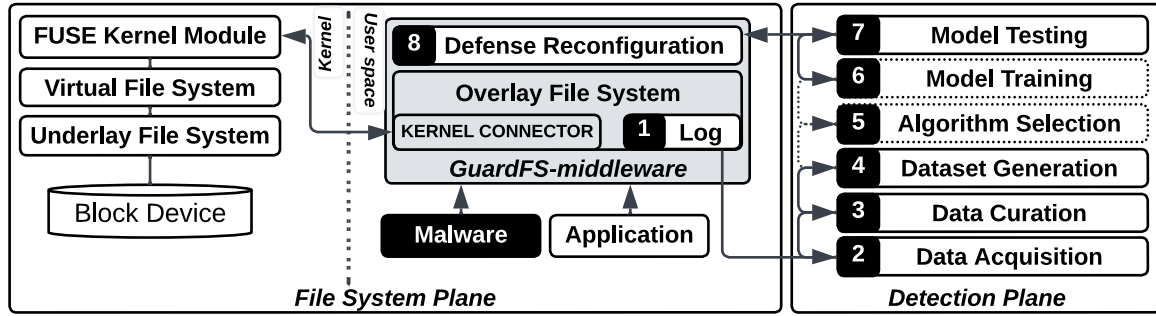 FUSE Kernel Module
Virtual File System
Underlay File System
Block Device
Kernel
User space
8 Defense Reconfiguration
Overlay File System
KERNEL CONNECTOR
1 Log
GuardFS-middleware
Malware
Application
File System Plane
7 Model Testing
6 Model Training
5 Algorithm Selection
4 Dataset Generation
3 Data Curation
2 Data Acquisition
Detection Plane